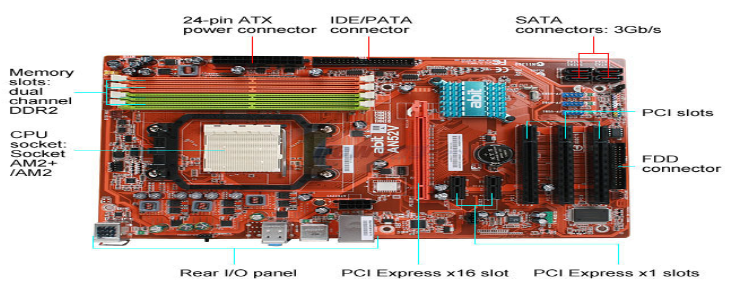 24-pin ATX
power connector
IDE/PATA
connector
SATA
connectors: 3Gb/s
Memory
slots:
dual
channel
DDR2
CPU
socket:
Socket
AM2+
/AM2
abit
abit
AN52V
PCI slots
FDD
connector
Rear I/O panel
PCI Express x16 slot
PCI Express x1 slots